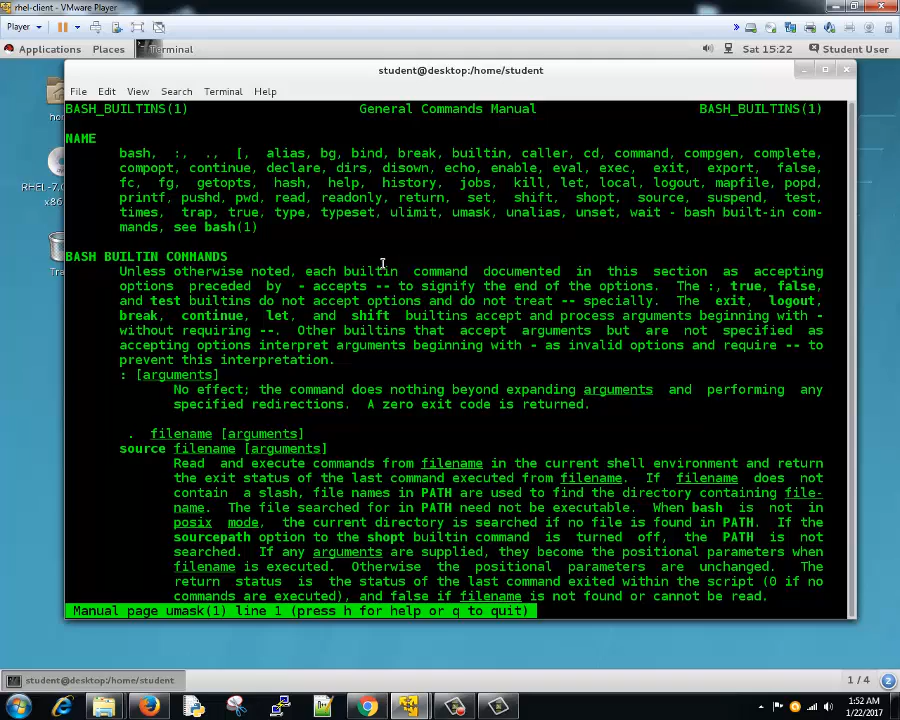 rhel-client - VMware Player
Player
Applications Places Terminal Sat 15:22 Student User
student@desktop:/home/student
File Edit View Search Terminal Help
BASH_BUILTINS(1) General Commands Manual BASH_BUILTINS(1)
NAME
bash, :, ., [, alias, bg, bind, break, builtin, caller, cd, command, compgen, complete,
compopt, continue, declare, dirs, disown, echo, enable, eval, exec, exit, export, false,
fc, fg, getopts, hash, help, history, jobs, kill, let, local, logout, mapfile, popd,
printf, pushd, pwd, read, readonly, return, set, shift, shopt, source, suspend, test,
times, trap, true, type, typeset, ulimit, umask, unalias, unset, wait - bash built-in com-
mands, see bash(1)
BASH BUILTIN COMMANDS
Unless otherwise noted, each builtin command documented in this section as accepting
options preceded by - accepts -- to signify the end of the options. The :, true, false,
and test builtins do not accept options and do not treat -- specially. The exit, logout,
break, continue, let, and shift builtins accept and process arguments beginning with -
without requiring --. Other builtins that accept arguments but are not specified as
accepting options interpret arguments beginning with - as invalid options and require -- to
prevent this interpretation.
: [arguments]
No effect; the command does nothing beyond expanding arguments and performing any
specified redirections. A zero exit code is returned.
. filename [arguments]
source filename [arguments]
Read and execute commands from filename in the current shell environment and return
the exit status of the last command executed from filename. If filename does not
contain a slash, file names in PATH are used to find the directory containing file-
name. The file searched for in PATH need not be executable. When bash is not in
posix mode, the current directory is searched if no file is found in PATH. If the
sourcepath option to the shopt builtin command is turned off, the PATH is not
searched. If any arguments are supplied, they become the positional parameters when
filename is executed. Otherwise the positional parameters are unchanged. The
return status is the status of the last command exited within the script (0 if no
commands are executed), and false if filename is not found or cannot be read.
Manual page umask(1) line 1 (press h for help or q to quit)
hom
RHEL-7.0
x86
Tra
student@desktop:/home/student 1 / 4 2
1:52 AM
1/22/2017